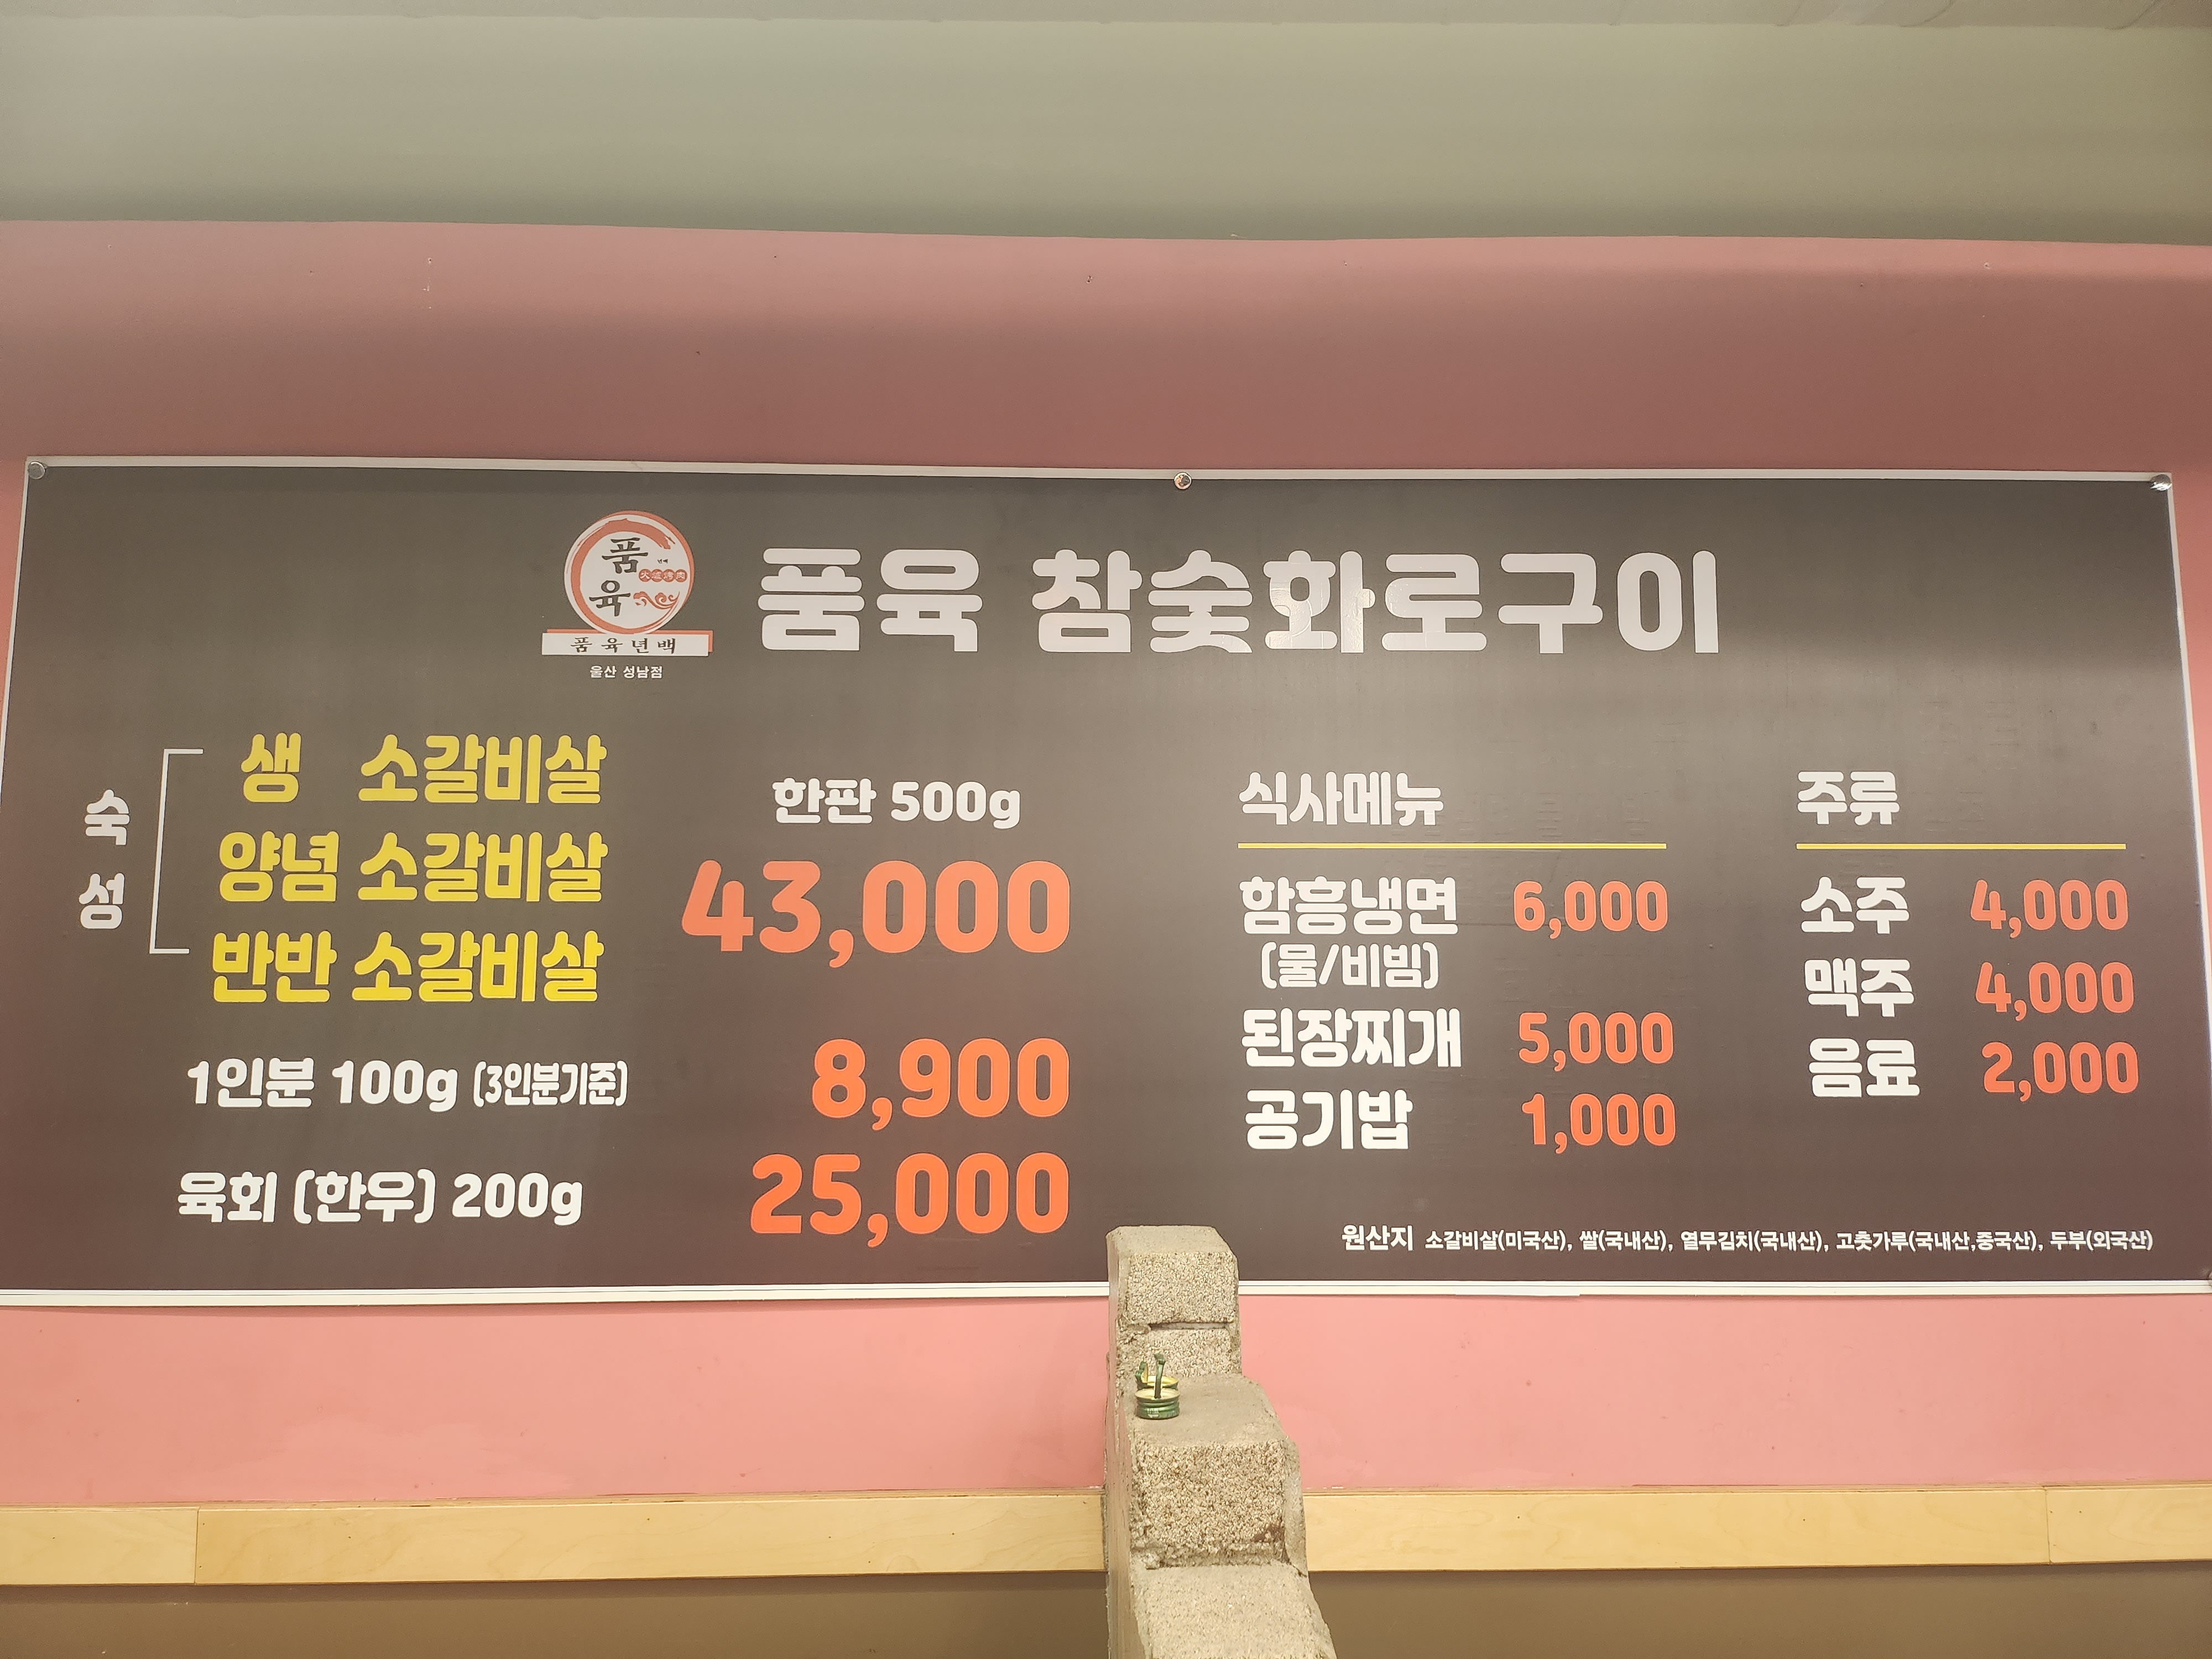 품육
품육년백
울산 성남점
품육 참숯화로구이
숙성
생 소갈비살
양념 소갈비살
반반 소갈비살
한판 500g
43,000
1인분 100g (3인분기준) 8,900
육회 (한우) 200g 25,000
식사메뉴
함흥냉면 6,000
(물/비빔)
된장찌개 5,000
공기밥 1,000
주류
소주 4,000
맥주 4,000
음료 2,000
원산지 소갈비살(미국산), 쌀(국내산), 열무김치(국내산), 고춧가루(국내산,중국산), 두부(외국산)